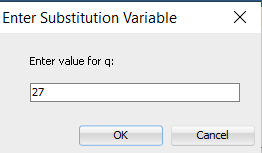 Enter Substitution Variable
Enter value for q:
27
OK
Cancel